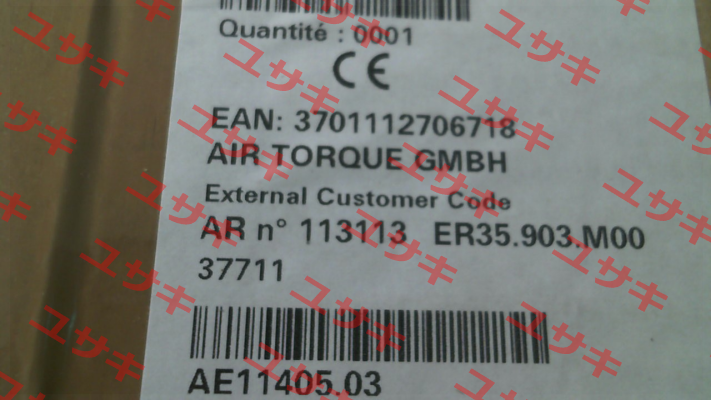 Quantité : 0001
CE
EAN: 3701112706718
AIR TORQUE GMBH
External Customer Code
AR n° 113113 ER35.903.M00
37711
AE11405.03
ユサキ